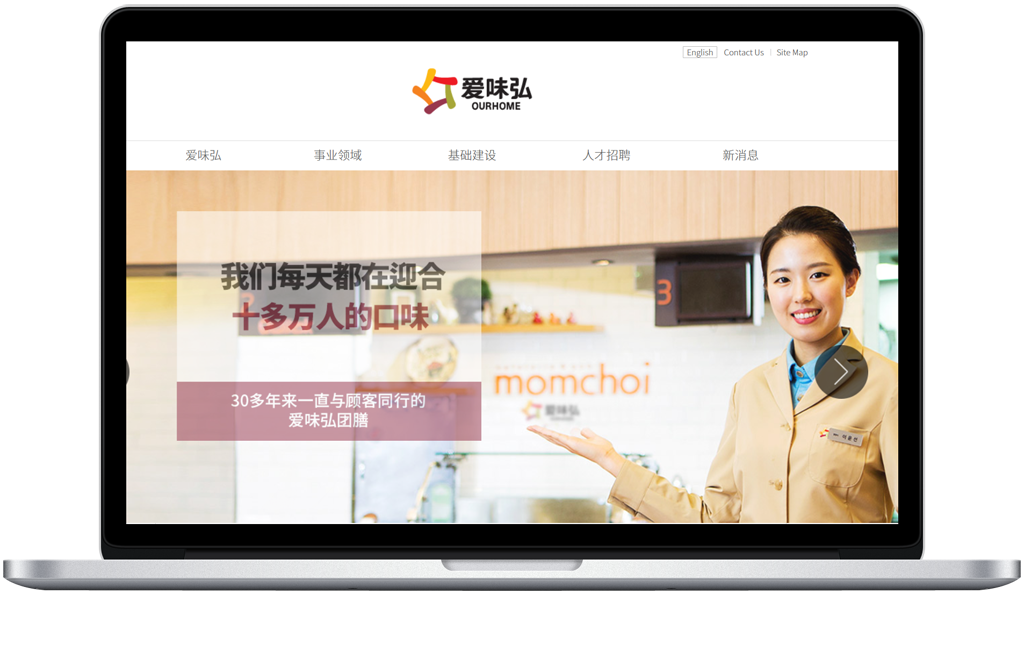 English
Contact Us
Site Map
爱味弘
OURHOME
爱味弘
事业领域
基础建设
人才招聘
新消息
我们每天都在迎合
十多万人的口味
30多年来一直与顾客同行的
爱味弘团膳
3
momchoi
爱味弘
3